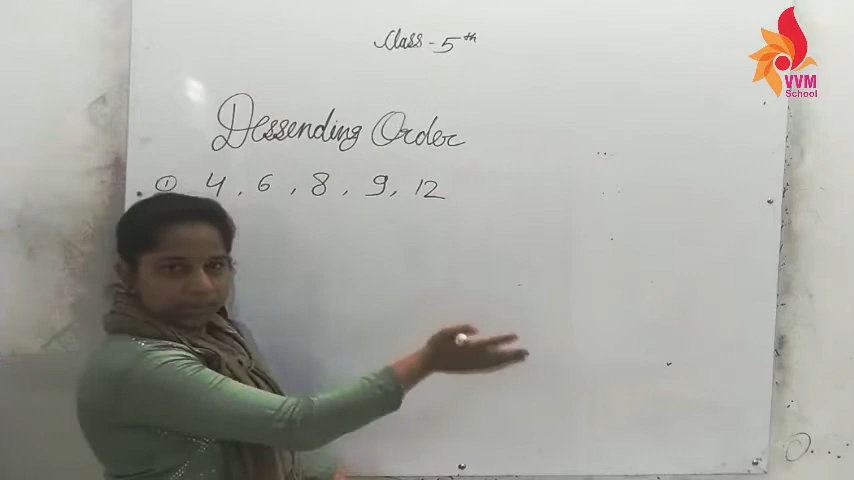 Class - 5th
VVM
School
Dessending Order
① 4, 6, 8, 9, 12